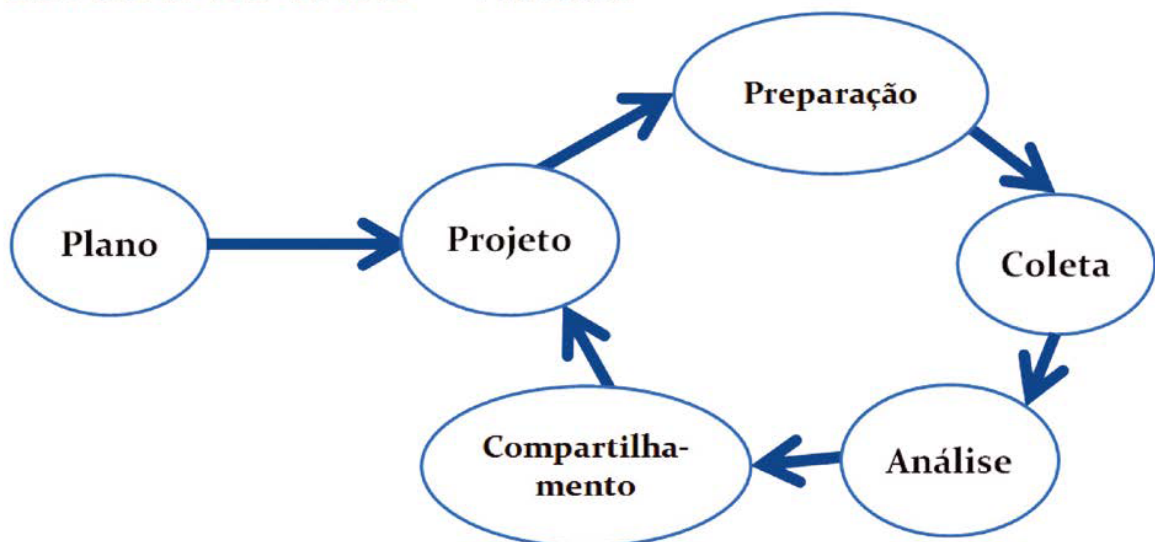 Plano
Projeto
Preparação
Coleta
Análise
Compartilha-
mento